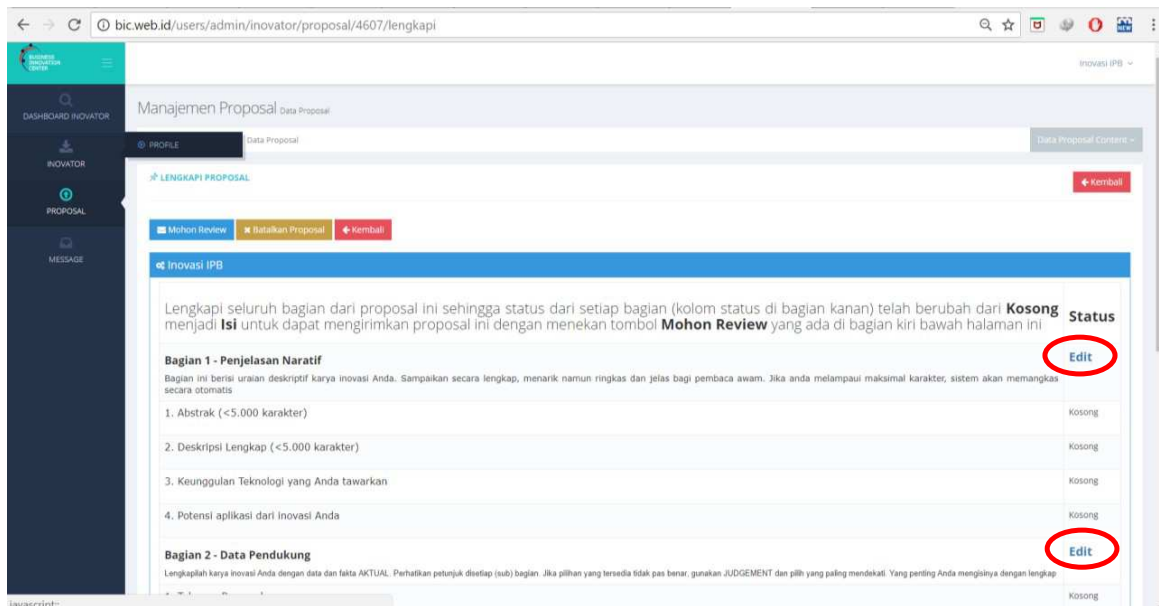 bic.web.id/users/admin/inovator/proposal/4607/lengkapi
BUSINESS
INNOVATION
CENTER
Inovasi IPB
DASHBOARD INOVATOR
Manajemen Proposal Data Proposal
INOVATOR
PROFILE
Data Proposal
Data Proposal Content
LENGKAPI PROPOSAL
Kembali
PROPOSAL
Mohon Review
Batalkan Proposal
Kembali
MESSAGE
Inovasi IPB
Lengkapi seluruh bagian dari proposal ini sehingga status dari setiap bagian (kolom status di bagian kanan) telah berubah dari Kosong
menjadi Isi untuk dapat mengirimkan proposal ini dengan menekan tombol Mohon Review yang ada di bagian kiri bawah halaman ini
Status
Bagian 1 - Penjelasan Naratif
Edit
Bagian ini berisi uraian deskriptif karya inovasi Anda. Sampaikan secara lengkap, menarik namun ringkas dan jelas bagi pembaca awam. Jika anda melampaui maksimal karakter, sistem akan memangkas
secara otomatis
1. Abstrak (<5.000 karakter)
Kosong
2. Deskripsi Lengkap (<5.000 karakter)
Kosong
3. Keunggulan Teknologi yang Anda tawarkan
Kosong
4. Potensi aplikasi dari inovasi Anda
Kosong
Bagian 2 - Data Pendukung
Edit
Lengkapilah karya inovasi Anda dengan data dan fakta AKTUAL. Perhatikan petunjuk disetiap (sub) bagian. Jika pilihan yang tersedia tidak pas benar, gunakan JUDGEMENT dan pilih yang paling mendekati. Yang penting Anda mengisinya dengan lengkap
Kosong